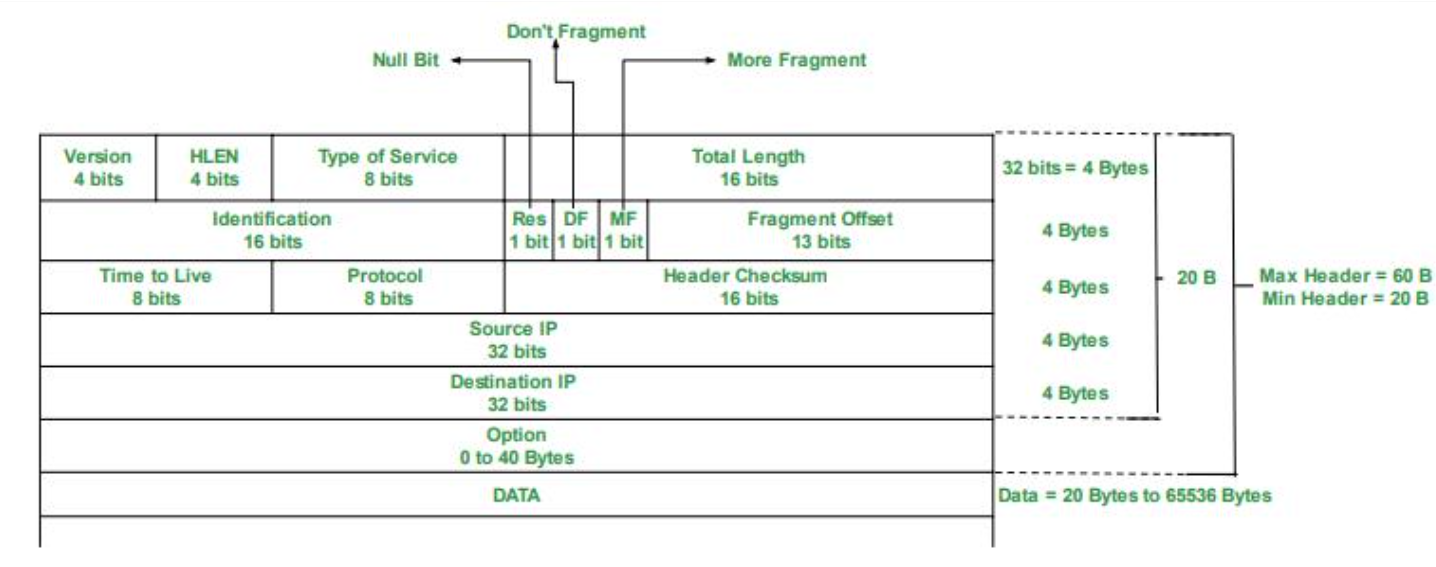 Don't Fragment
Null Bit
More Fragment
Version
4 bits
HLEN
4 bits
Type of Service
8 bits
Total Length
16 bits
32 bits = 4 Bytes
Identification
16 bits
Res
1 bit
DF
1 bit
MF
1 bit
Fragment Offset
13 bits
4 Bytes
Time to Live
8 bits
Protocol
8 bits
Header Checksum
16 bits
4 Bytes
20 B
Max Header = 60 B
Min Header = 20 B
Source IP
32 bits
4 Bytes
Destination IP
32 bits
4 Bytes
Option
0 to 40 Bytes
DATA
Data = 20 Bytes to 65536 Bytes